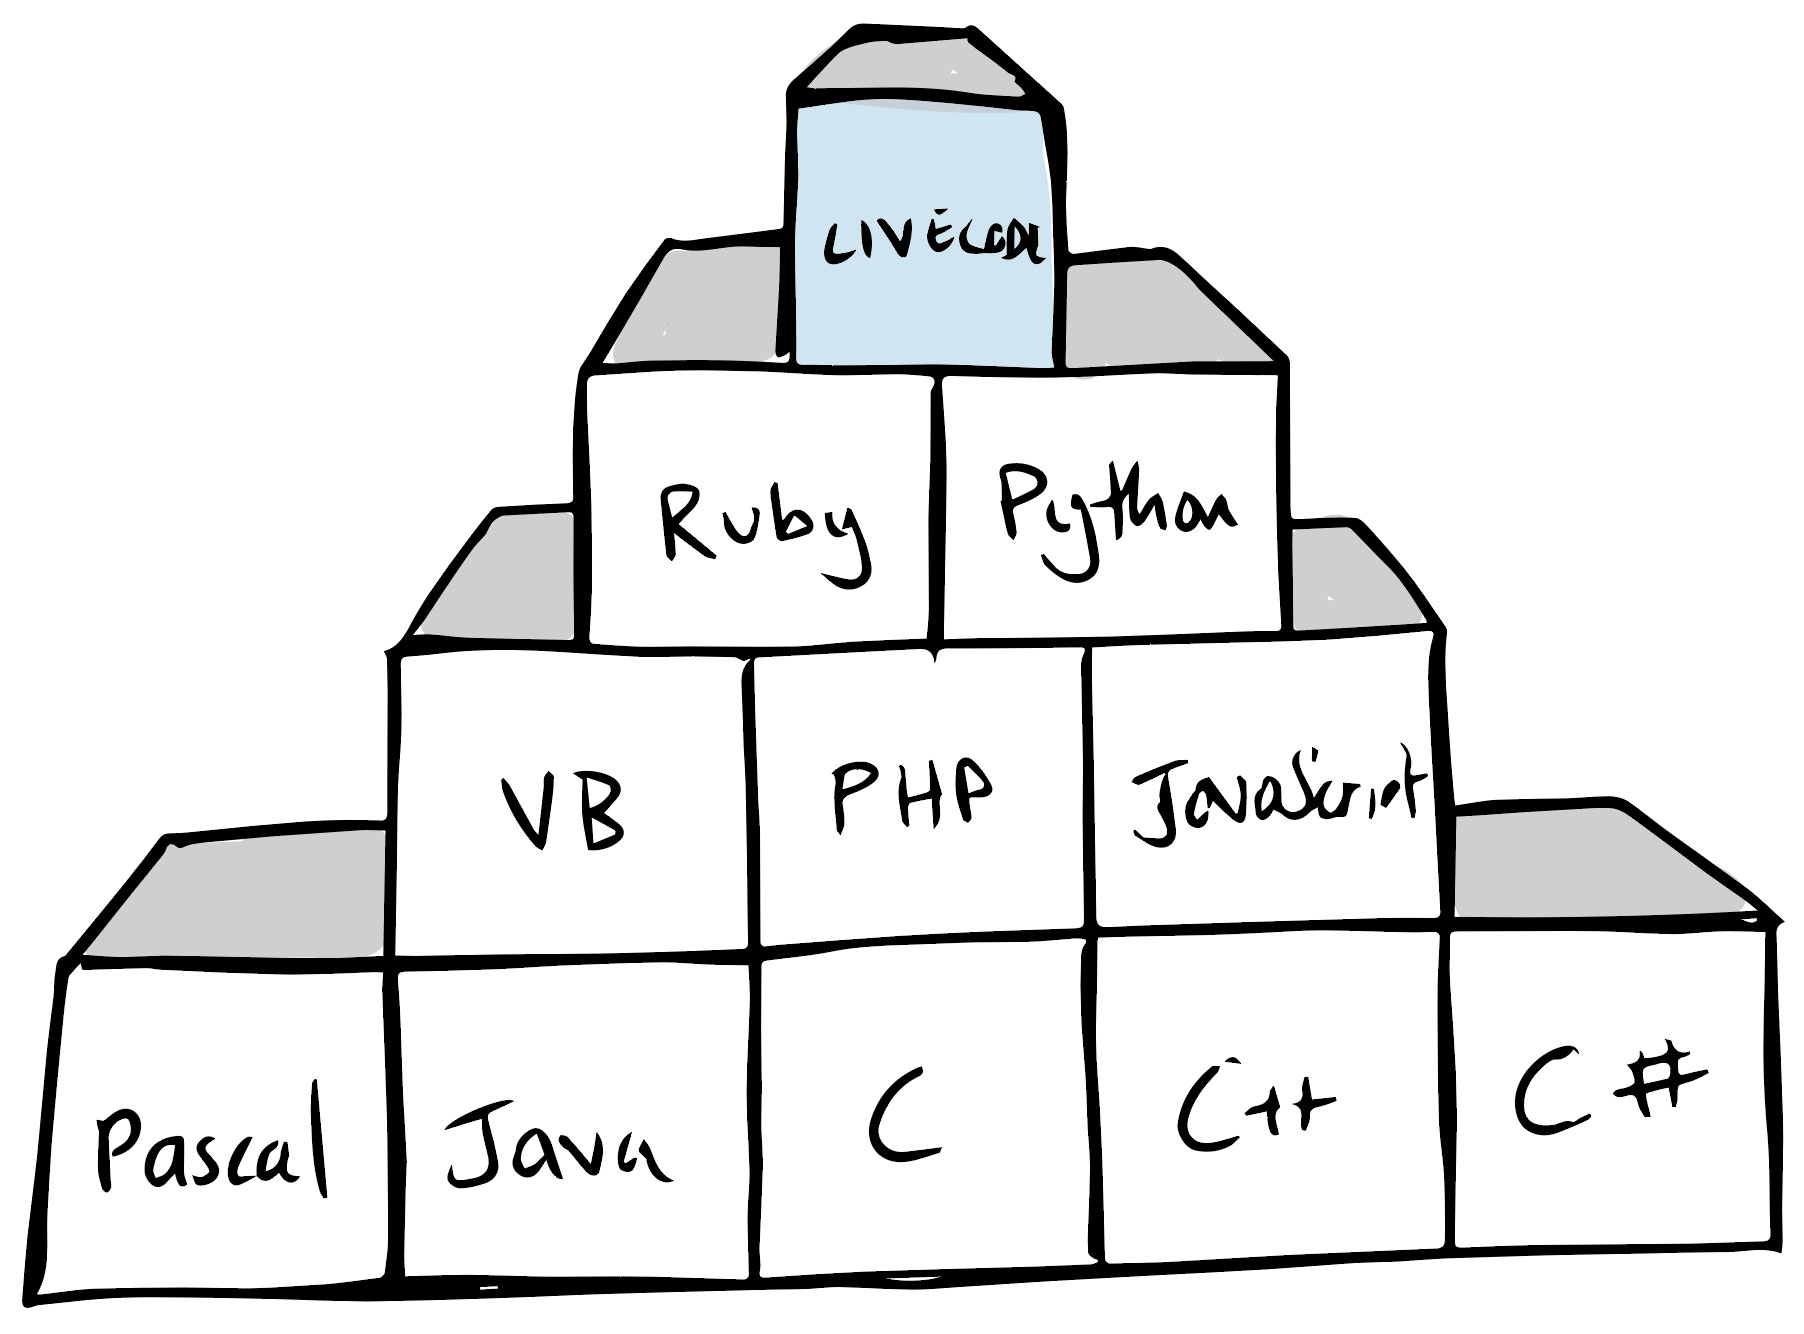 LIVECODE
Ruby Python
VB PHP JavaScript
Pascal Java C C++ C#